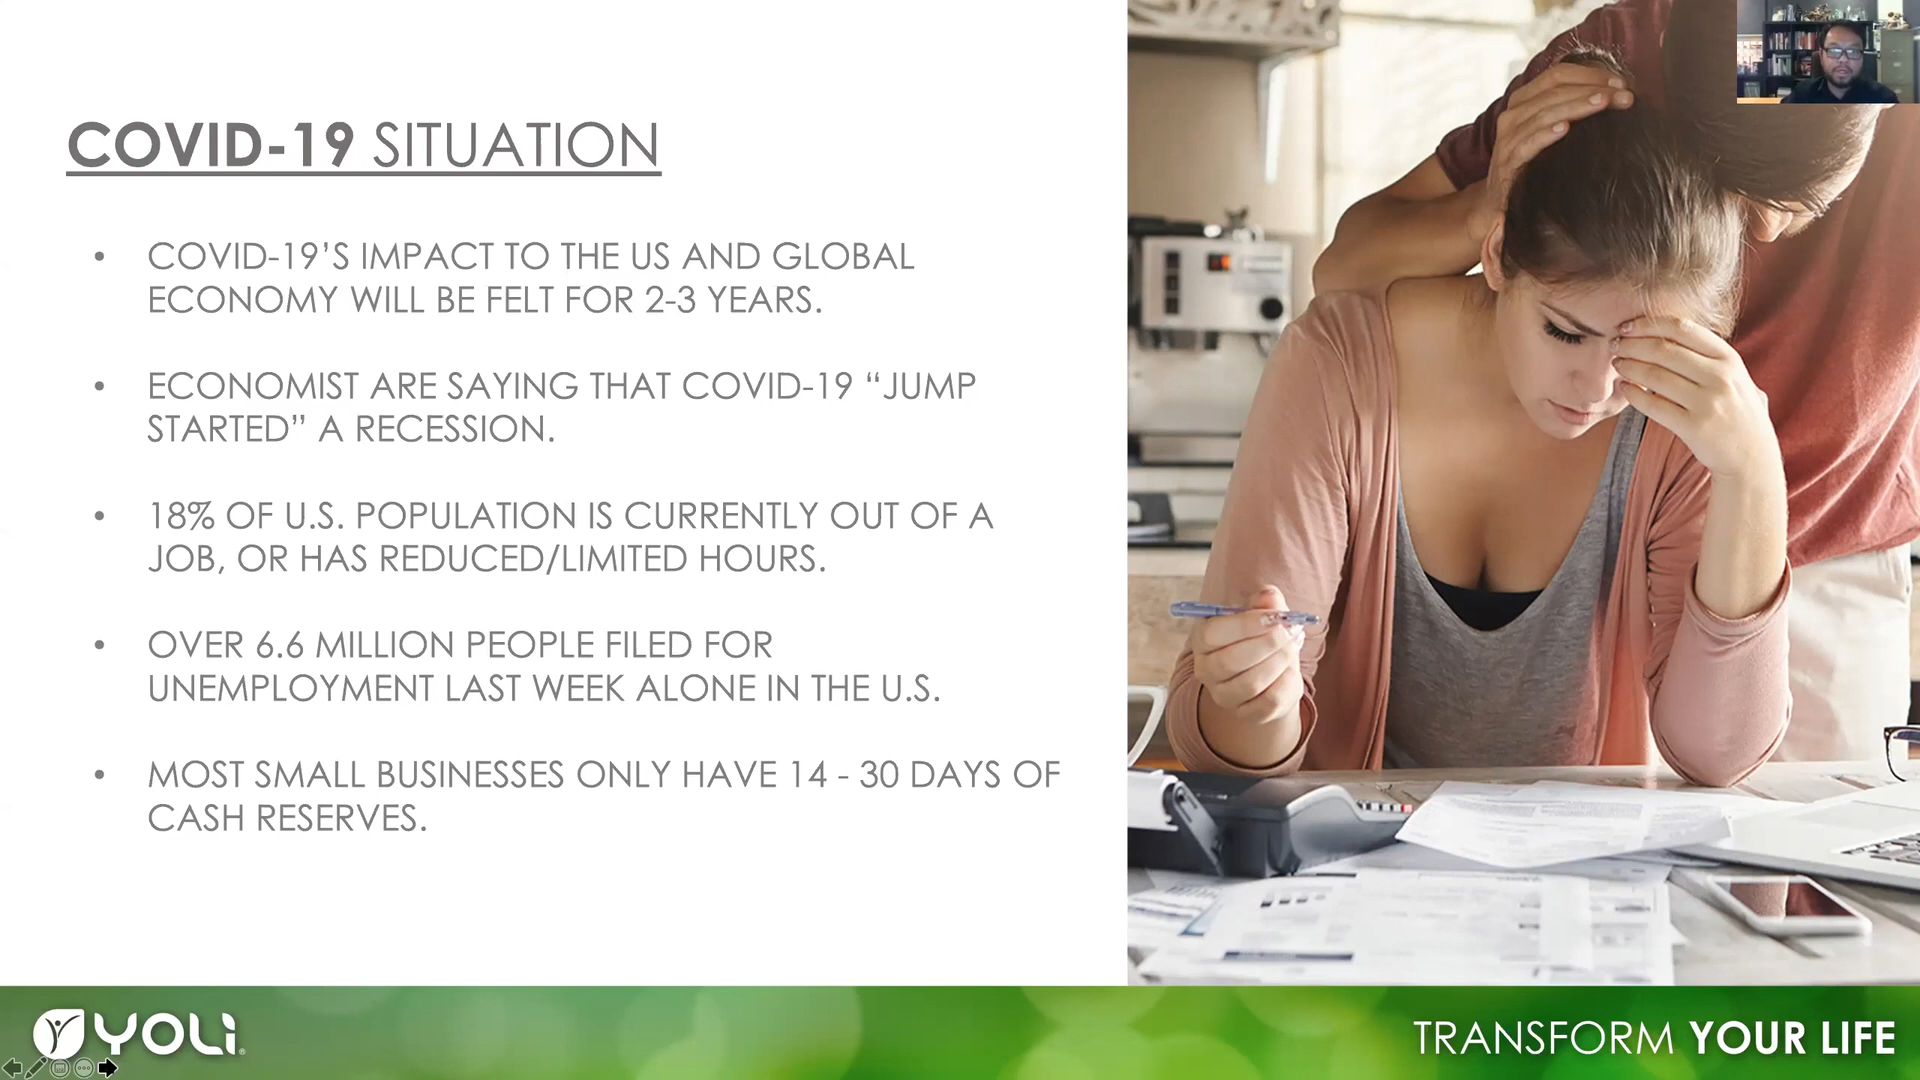 COVID-19 SITUATION
• COVID-19’S IMPACT TO THE US AND GLOBAL
ECONOMY WILL BE FELT FOR 2-3 YEARS.
• ECONOMIST ARE SAYING THAT COVID-19 “JUMP
STARTED” A RECESSION.
• 18% OF U.S. POPULATION IS CURRENTLY OUT OF A
JOB, OR HAS REDUCED/LIMITED HOURS.
• OVER 6.6 MILLION PEOPLE FILED FOR
UNEMPLOYMENT LAST WEEK ALONE IN THE U.S.
• MOST SMALL BUSINESSES ONLY HAVE 14 - 30 DAYS OF
CASH RESERVES.
YOLi®
TRANSFORM YOUR LIFE